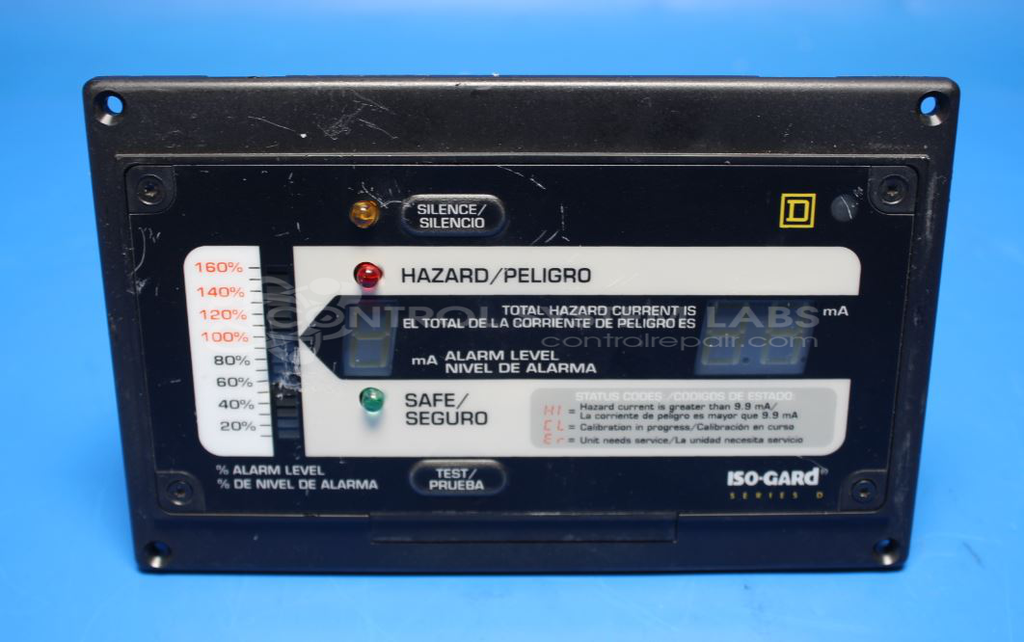 SILENCE/
SILENCIO
D
160%
140%
120%
100%
80%
60%
40%
20%
HAZARD/PELIGRO
TOTAL HAZARD CURRENT IS
EL TOTAL DE LA CORRIENTE DE PELIGRO ES
mA
mA ALARM LEVEL
NIVEL DE ALARMA
CONTROL REPAIR LABS
controlrepair.com
SAFE/
SEGURO
STATUS CODES /CODIGOS DE ESTADO:
HI = Hazard current is greater than 9.9 mA/
La corriente de peligro es mayor que 9.9 mA
CL = Calibration in progress/Calibración en curso
Er = Unit needs service/La unidad necesita servicio
% ALARM LEVEL
% DE NIVEL DE ALARMA
TEST/
PRUEBA
ISO-GARD®
SERIES D